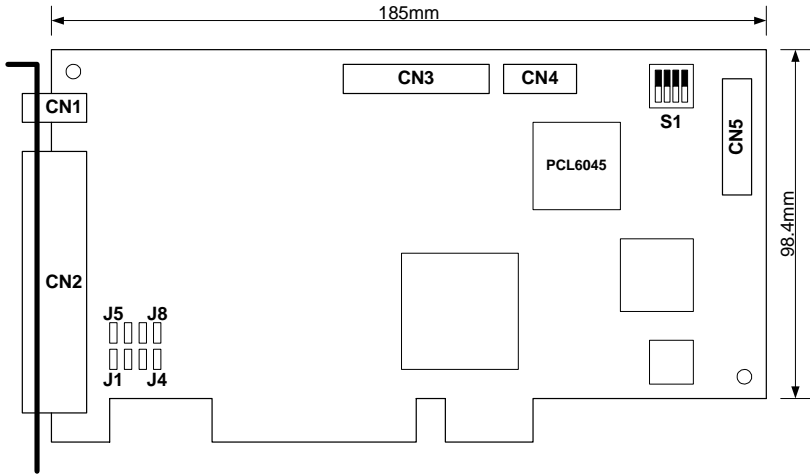 185mm
CN3
CN4
CN1
S1
CN5
PCL6045
98.4mm
CN2
J5 J8
J1 J4